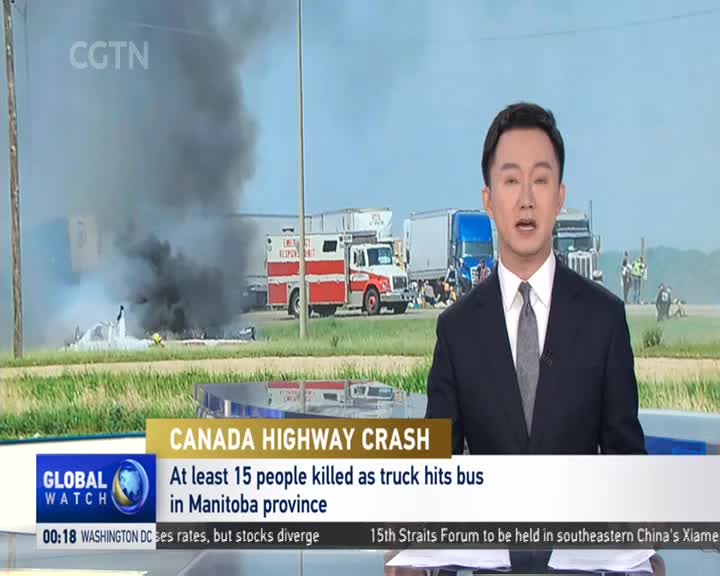 CGTN
EMERGENCY
RESPONSE UNIT
CANADA HIGHWAY CRASH
GLOBAL
WATCH
At least 15 people killed as truck hits bus
in Manitoba province
00:18 WASHINGTON DC
ses rates, but stocks diverge
15th Straits Forum to be held in southeastern China's Xiame